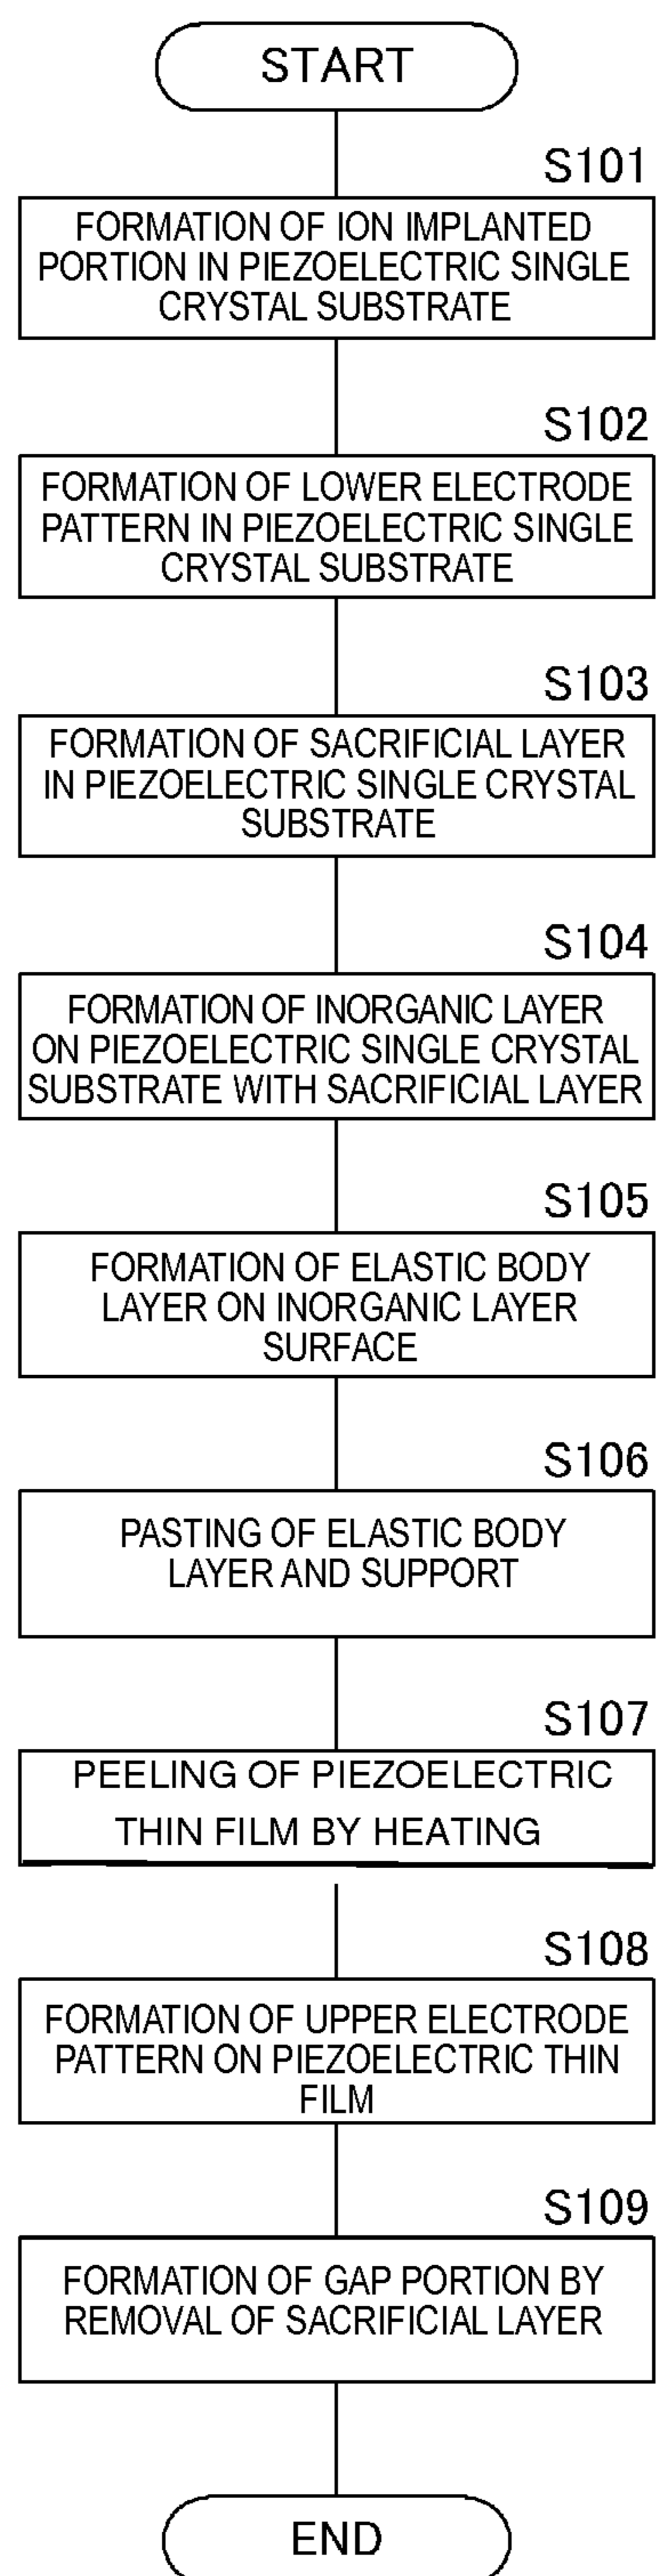 START
S101
FORMATION OF ION IMPLANTED
PORTION IN PIEZOELECTRIC SINGLE
CRYSTAL SUBSTRATE
S102
FORMATION OF LOWER ELECTRODE
PATTERN IN PIEZOELECTRIC SINGLE
CRYSTAL SUBSTRATE
S103
FORMATION OF SACRIFICIAL LAYER
IN PIEZOELECTRIC SINGLE CRYSTAL
SUBSTRATE
S104
FORMATION OF INORGANIC LAYER
ON PIEZOELECTRIC SINGLE CRYSTAL
SUBSTRATE WITH SACRIFICIAL LAYER
S105
FORMATION OF ELASTIC BODY
LAYER ON INORGANIC LAYER
SURFACE
S106
PASTING OF ELASTIC BODY
LAYER AND SUPPORT
S107
PEELING OF PIEZOELECTRIC
THIN FILM BY HEATING
S108
FORMATION OF UPPER ELECTRODE
PATTERN ON PIEZOELECTRIC THIN
FILM
S109
FORMATION OF GAP PORTION BY
REMOVAL OF SACRIFICIAL LAYER
END